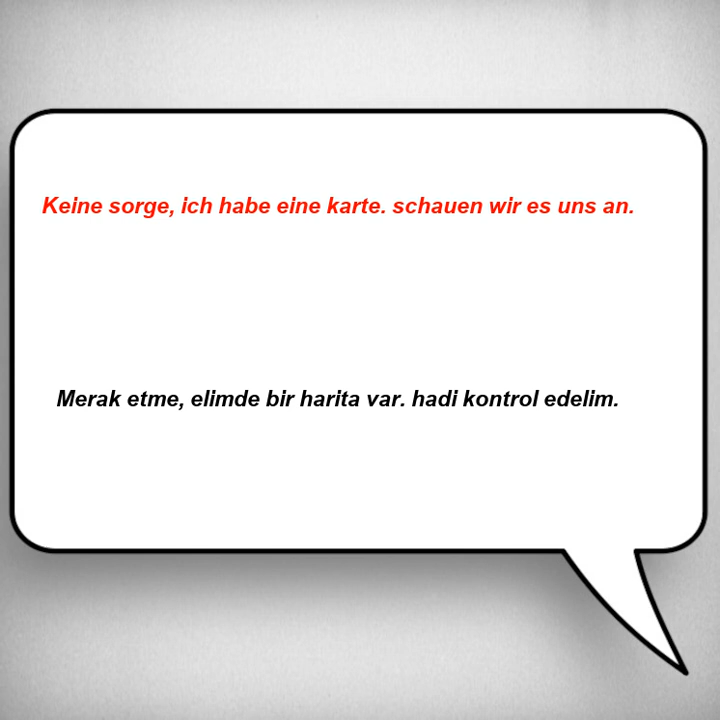 Keine sorge, ich habe eine karte. schauen wir es uns an.
Merak etme, elimde bir harita var. hadi kontrol edelim.